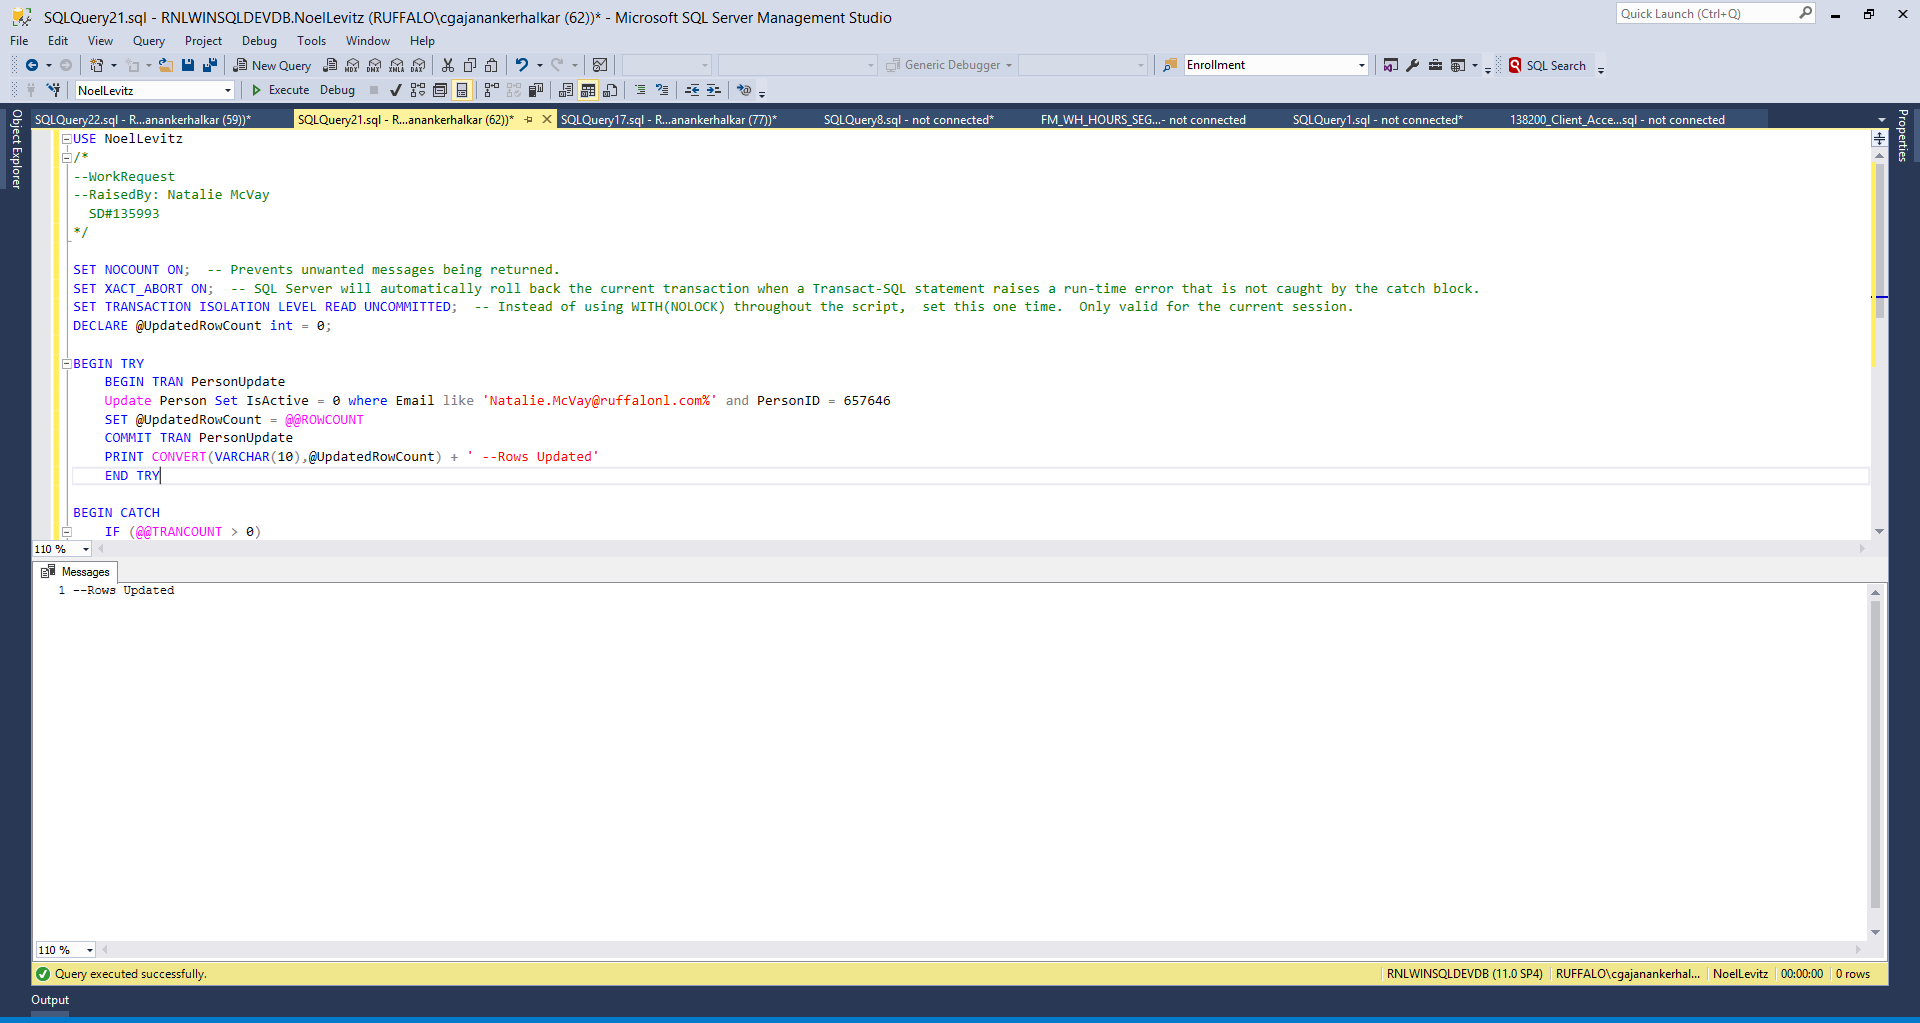 SQLQuery21.sql - RNLWINSQLDEVDB.NoelLevitz (RUFFALO\cgajanankerhalkar (62))* - Microsoft SQL Server Management Studio
Quick Launch (Ctrl+Q)
File Edit View Query Project Debug Tools Window Help
New Query MDX DMX XMLA DAX Generic Debugger Enrollment SQL Search
NoelLevitz Execute Debug
SQLQuery22.sql - R...anankerhalkar (59))* SQLQuery21.sql - R...anankerhalkar (62))* SQLQuery17.sql - R...anankerhalkar (77))* SQLQuery8.sql - not connected* FM_WH_HOURS_SEG...- not connected SQLQuery1.sql - not connected* 138200_Client_Acce...sql - not connected
Object Explorer
Properties
USE NoelLevitz
/*
--WorkRequest
--RaisedBy: Natalie McVay
SD#135993
*/
SET NOCOUNT ON;  -- Prevents unwanted messages being returned.
SET XACT_ABORT ON;  -- SQL Server will automatically roll back the current transaction when a Transact-SQL statement raises a run-time error that is not caught by the catch block.
SET TRANSACTION ISOLATION LEVEL READ UNCOMMITTED;  -- Instead of using WITH(NOLOCK) throughout the script,  set this one time.  Only valid for the current session.
DECLARE @UpdatedRowCount int = 0;
BEGIN TRY
BEGIN TRAN PersonUpdate
Update Person Set IsActive = 0 where Email like 'Natalie.McVay@ruffalonl.com%' and PersonID = 657646
SET @UpdatedRowCount = @@ROWCOUNT
COMMIT TRAN PersonUpdate
PRINT CONVERT(VARCHAR(10),@UpdatedRowCount) + ' --Rows Updated'
END TRY
BEGIN CATCH
IF (@@TRANCOUNT > 0)
110 %
Messages
1 --Rows Updated
110 %
Query executed successfully. RNLWINSQLDEVDB (11.0 SP4) RUFFALO\cgajanankerhal... NoelLevitz 00:00:00 0 rows
Output